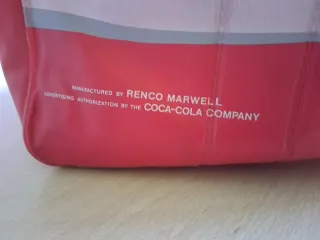 MANUFACTURED BY RENCO MARWELL
ADVERTISING AUTHORIZATION BY THE COCA-COLA COMPANY